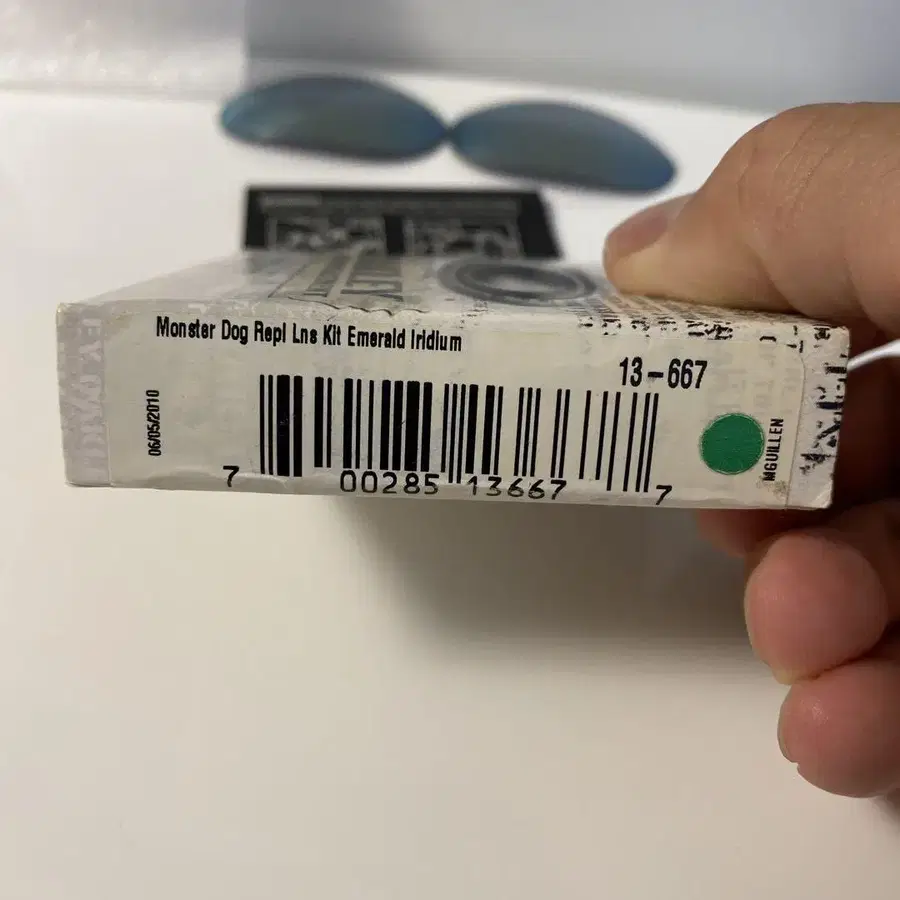 Monster Dog Repl Lns Kit Emerald Iridium
13-667
06/05/2010
7 00285 13667 7
MGUILLEN